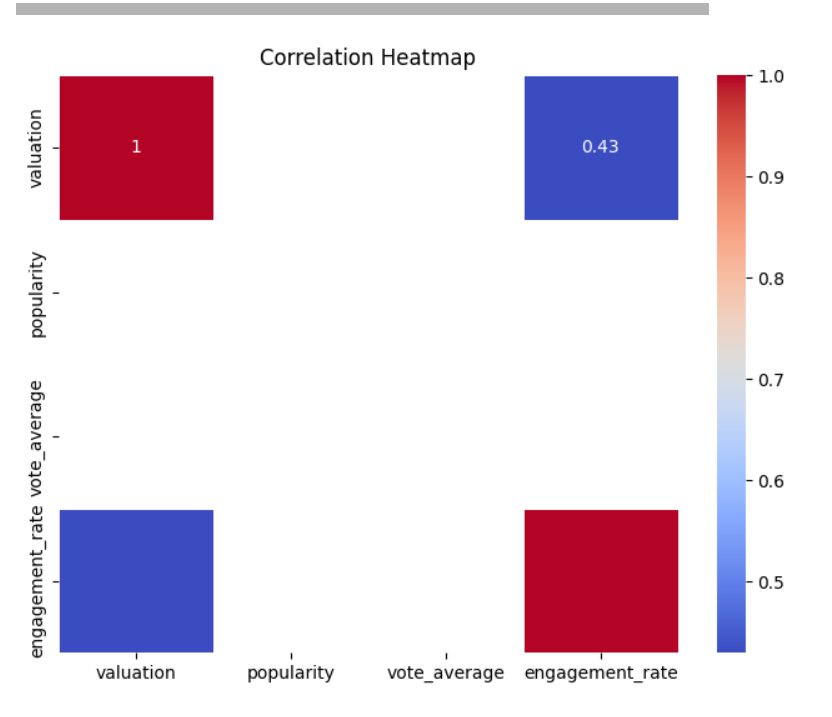 Correlation Heatmap
valuation
popularity
vote_average
engagement_rate
1
0.43
valuation
popularity
vote_average
engagement_rate
1.0
0.9
0.8
0.7
0.6
0.5